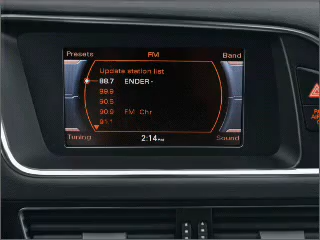 Presets FM Band
Update station list
88.7 ENDER-
89.9
90.5
90.9 FM Chr
91.1
Tuning 2:14PM Sound